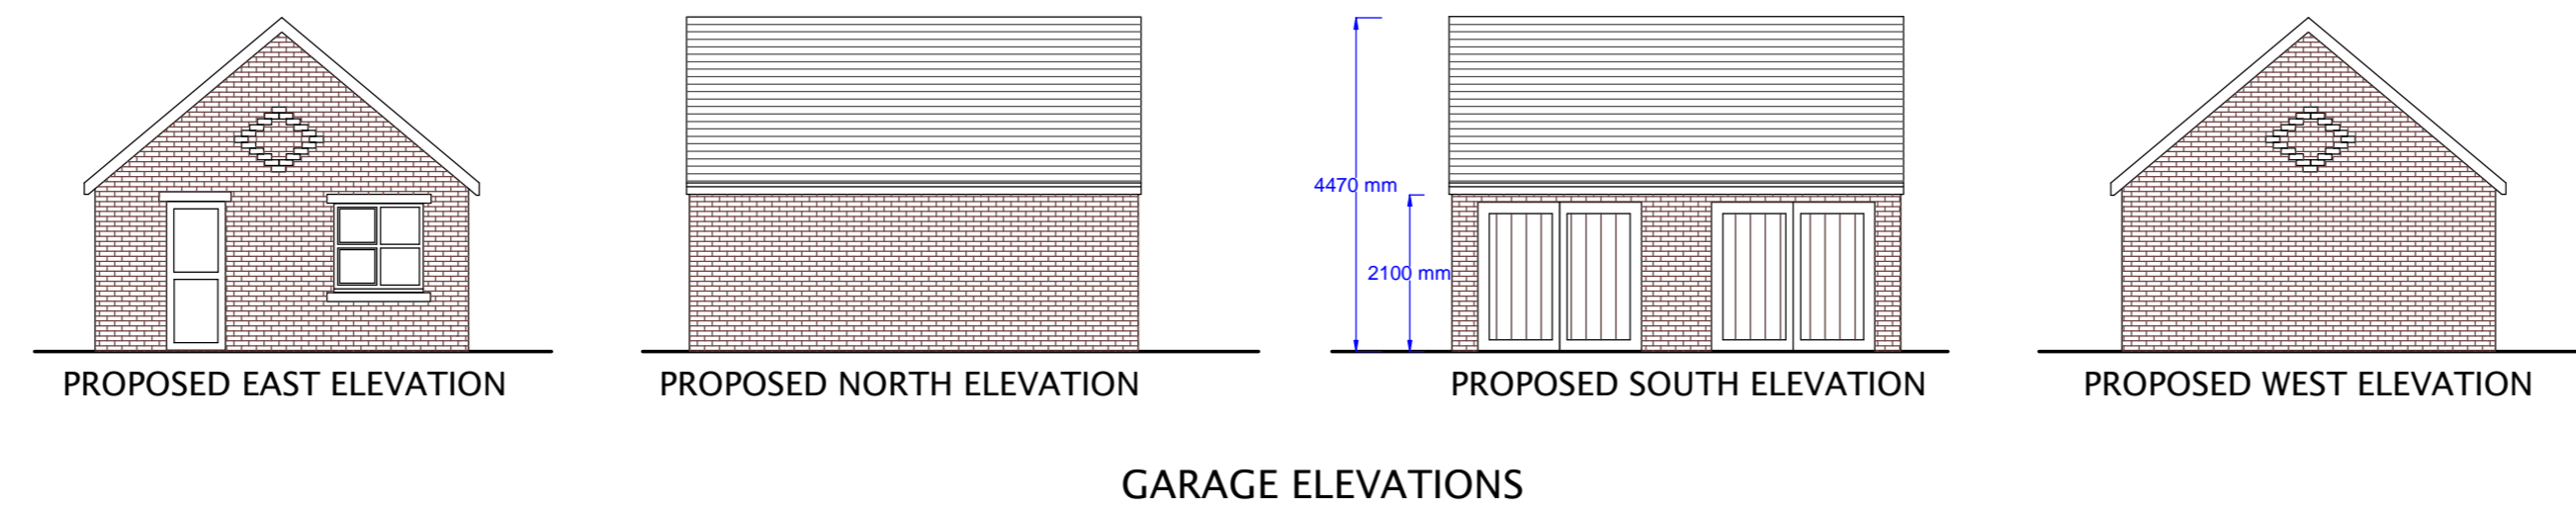 4470 mm
2100 mm
PROPOSED EAST ELEVATION
PROPOSED NORTH ELEVATION
PROPOSED SOUTH ELEVATION
PROPOSED WEST ELEVATION
GARAGE ELEVATIONS